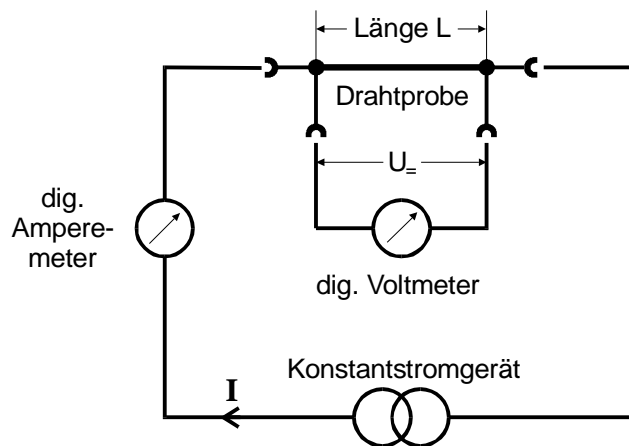 Länge L
Drahtprobe
U=
dig.
Ampere-
meter
dig. Voltmeter
Konstantstromgerät
I